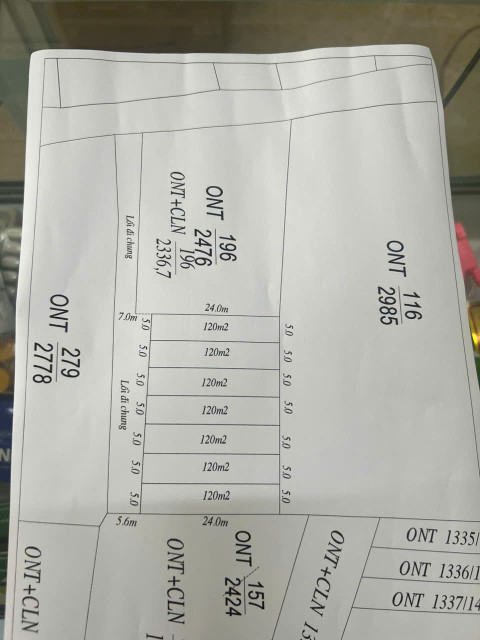 ONT 196
2476
ONT+CLN 196
2336,7
Lối đi chung
ONT 116
2985
ONT 279
2778
24.0m
7.0m
5.0
120m2
5.0
5.0
120m2
5.0
5.0
120m2
5.0
5.0
120m2
5.0
Lối đi chung
5.0
120m2
5.0
5.0
120m2
5.0
5.0
120m2
5.0
5.6m
24.0m
ONT 157
2424
ONT+CLN
ONT+CLN
ONT+CLN 13
ONT 1335/
ONT 1336/1
ONT 1337/14